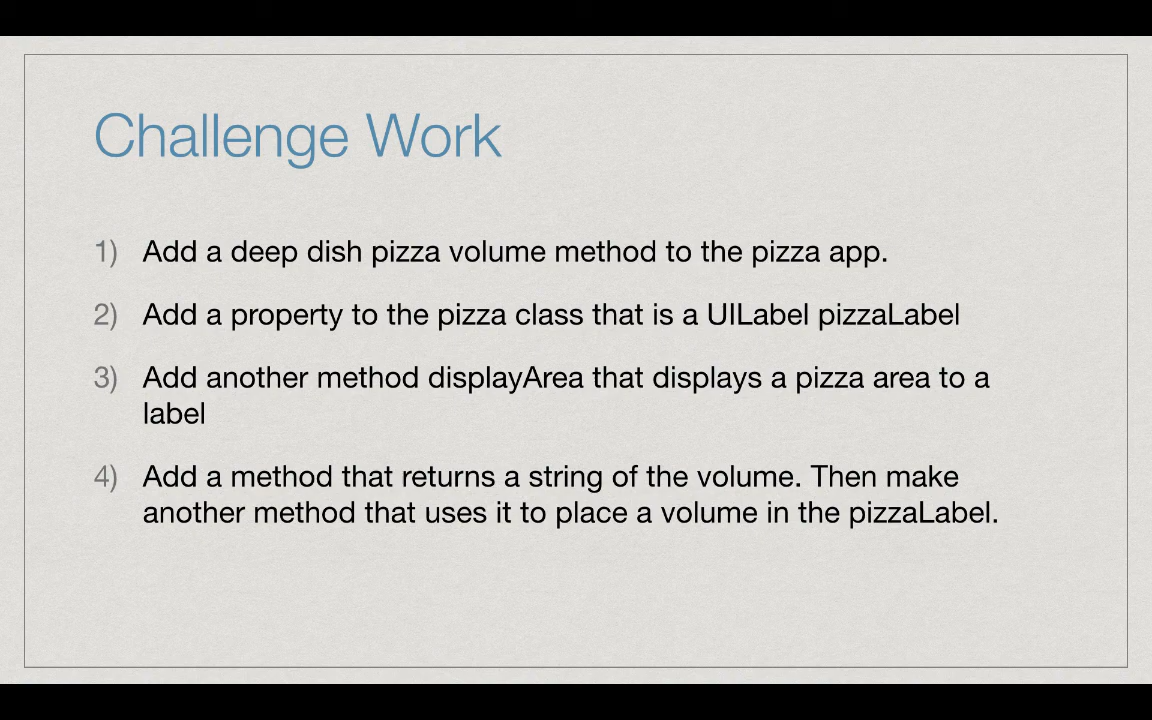 Challenge Work
1) Add a deep dish pizza volume method to the pizza app.
2) Add a property to the pizza class that is a UILabel pizzaLabel
3) Add another method displayArea that displays a pizza area to a
label
4) Add a method that returns a string of the volume. Then make
another method that uses it to place a volume in the pizzaLabel.